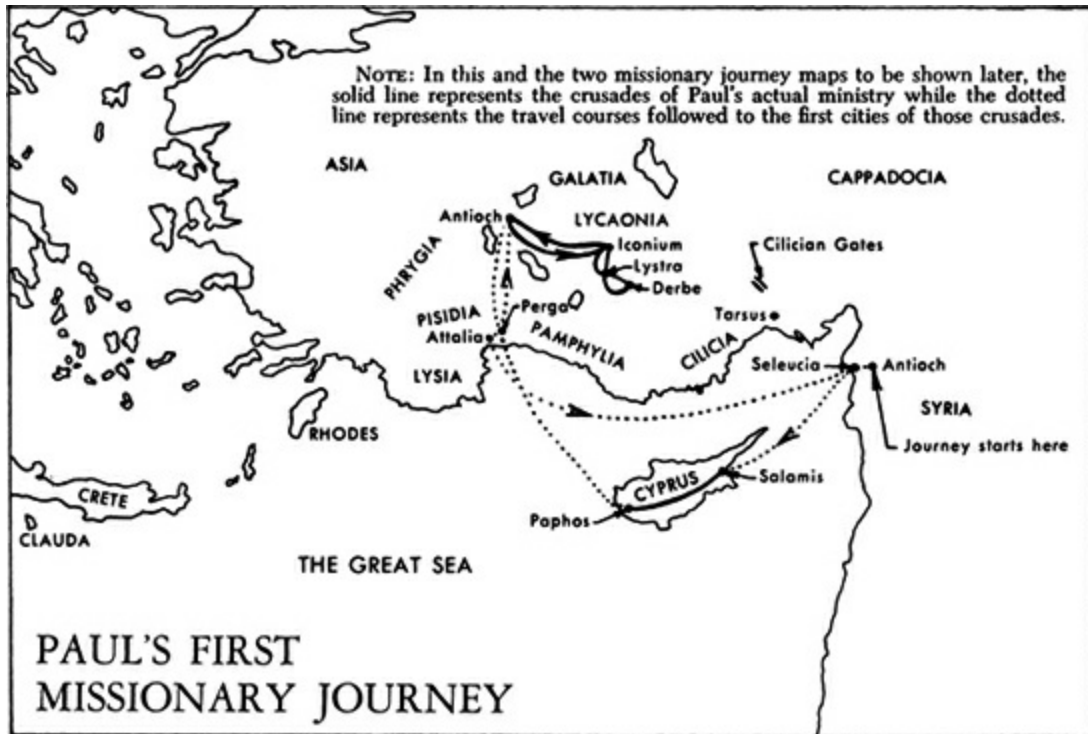 NOTE: In this and the two missionary journey maps to be shown later, the
solid line represents the crusades of Paul's actual ministry while the dotted
line represents the travel courses followed to the first cities of those crusades.
ASIA
GALATIA
CAPPADOCIA
Antioch
LYCAONIA
Iconium
Cilician Gates
PHRYGIA
Lystra
Derbe
PISIDIA
Perga
Attalia
PAMPHYLIA
Tarsus
CILICIA
LYSIA
Seleucia
Antioch
RHODES
SYRIA
Journey starts here
CRETE
CYPRUS
Salamis
Paphos
CLAUDA
THE GREAT SEA
PAUL'S FIRST
MISSIONARY JOURNEY